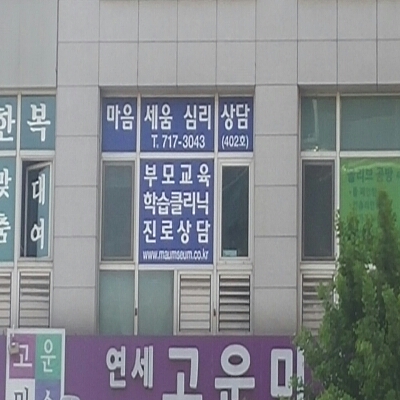 한복
맞 대
춤 여
마음 세움 심리 상담
T. 717-3043 (402호)
부모교육
학습클리닉
진로상담
www.maumseum.co.kr
고운
연세 고운